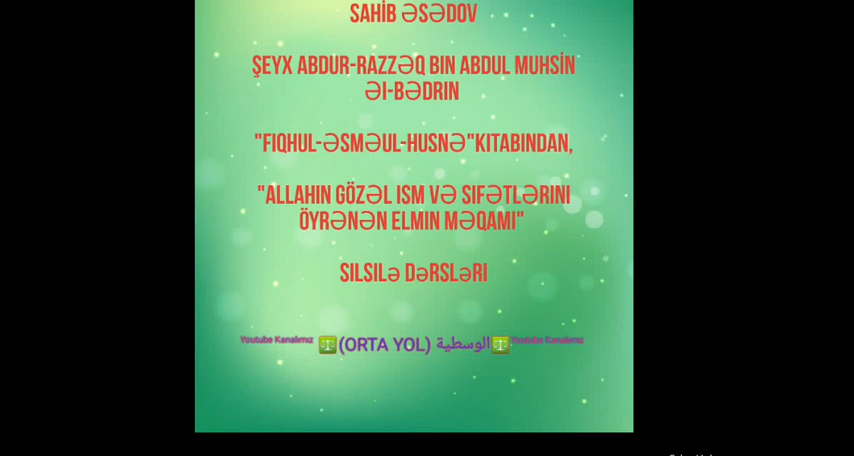 SAHİB ƏSƏDOV
ŞEYX ABDUR-RAZZƏQ BIN ABDUL MUHSİN
ƏI-BƏDRIN
"FIQHUL-ƏSMƏUL-HUSNƏ"KITABINDAN,
"ALLAHIN GÖZƏL ISM VƏ SIFƏTLƏRINI
ÖYRƏNƏN ELMIN MƏQAMI"
SILSILə DəRSLəRI
Youtube Kanalımız (ORTA YOL) الوسطية Youtube Kanalımız